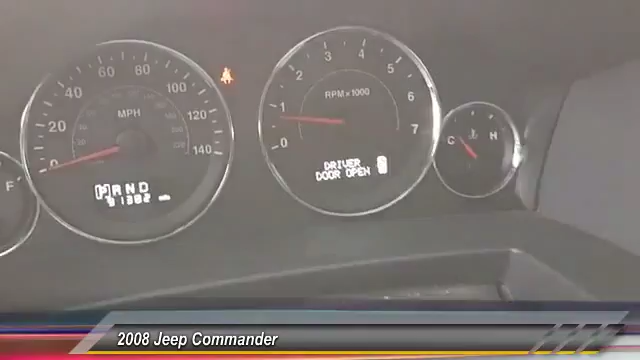 0 20 40 60 80 100 120 140
MPH
0 1 2 3 4 5 6 7
RPM×1000
F
C H
DRIVER
DOOR OPEN
2008 Jeep Commander